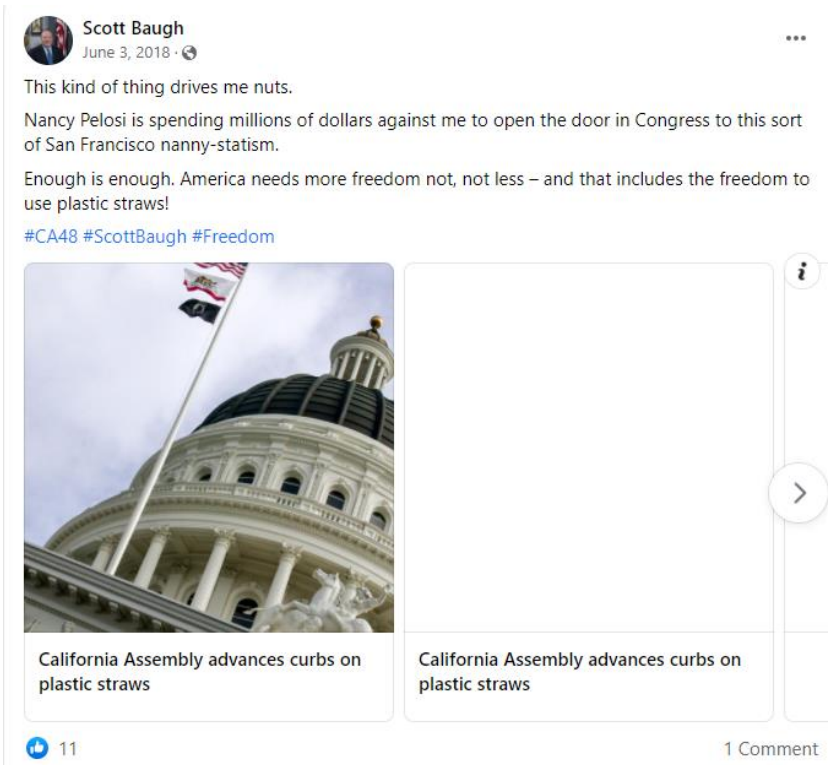 Scott Baugh
June 3, 2018 ·
This kind of thing drives me nuts.
Nancy Pelosi is spending millions of dollars against me to open the door in Congress to this sort
of San Francisco nanny-statism.
Enough is enough. America needs more freedom not, not less – and that includes the freedom to
use plastic straws!
#CA48 #ScottBaugh #Freedom
California Assembly advances curbs on
plastic straws
California Assembly advances curbs on
plastic straws
11
1 Comment